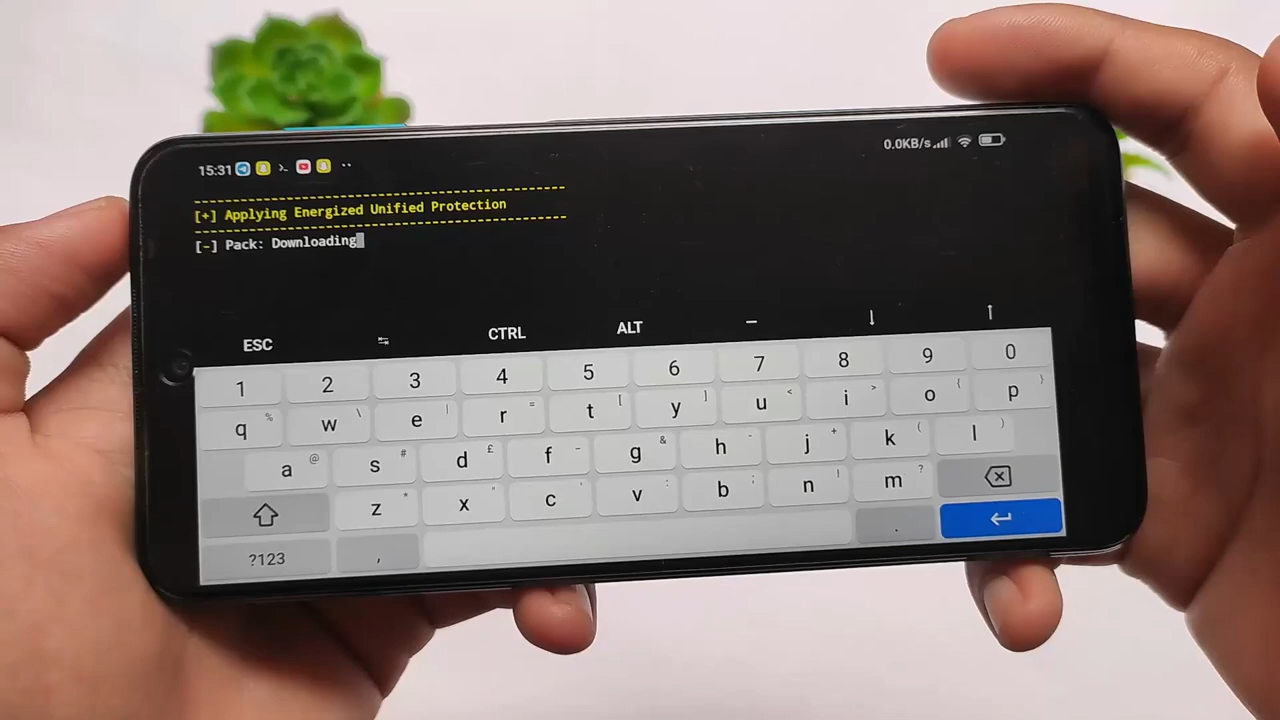 15:31 0.0KB/s
[+] Applying Energized Unified Protection
[-] Pack: Downloading
ESC CTRL ALT –
1 2 3 4 5 6 7 8 9 0
q % w \ e | r = t [ y ] u < i > o { p }
a @ s # d £ f - g & h - j + k ( l )
z * x " c ' v : b ; n ! m ?
?123 , .